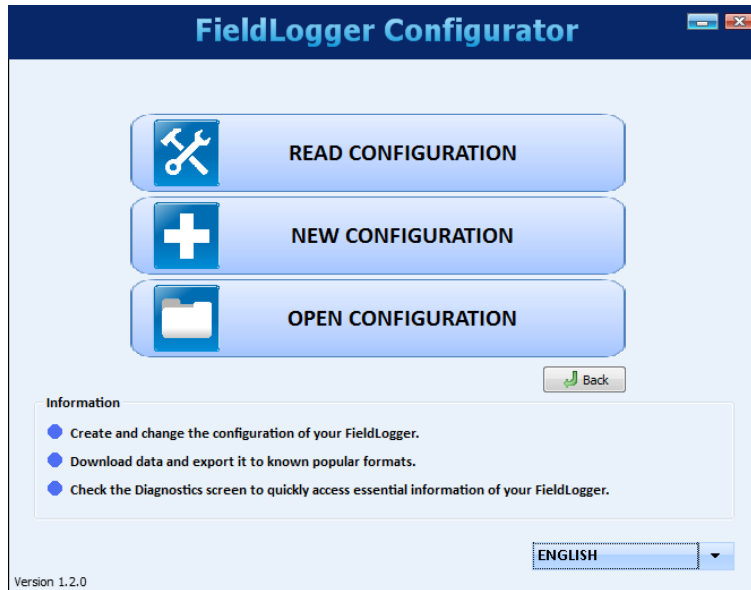 FieldLogger Configurator
READ CONFIGURATION
NEW CONFIGURATION
OPEN CONFIGURATION
Back
Information
Create and change the configuration of your FieldLogger.
Download data and export it to known popular formats.
Check the Diagnostics screen to quickly access essential information of your FieldLogger.
ENGLISH
Version 1.2.0